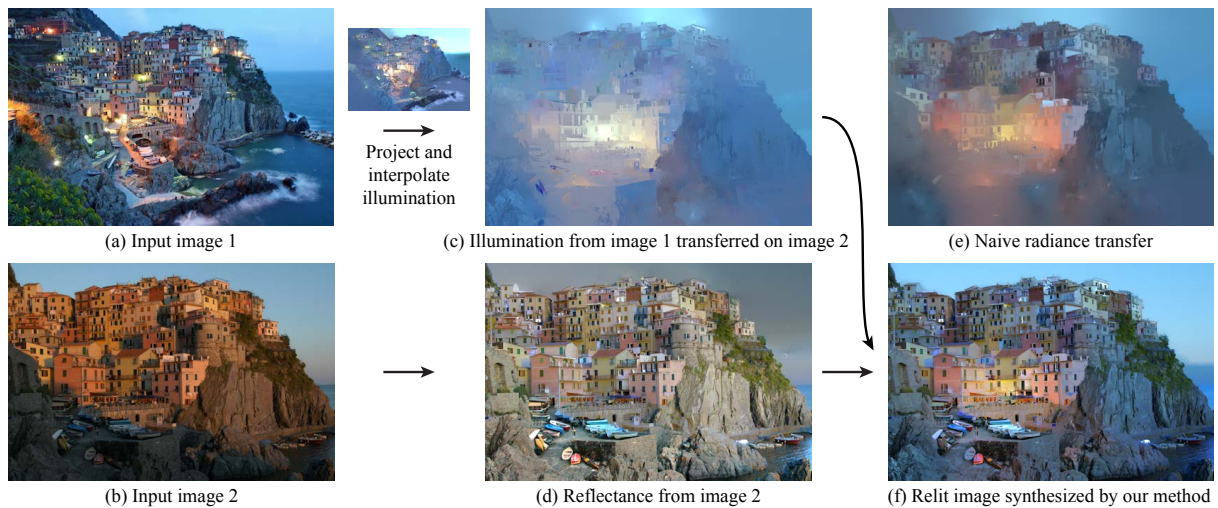 Project and
interpolate
illumination
(a) Input image 1
(c) Illumination from image 1 transferred on image 2
(e) Naive radiance transfer
(b) Input image 2
(d) Reflectance from image 2
(f) Relit image synthesized by our method